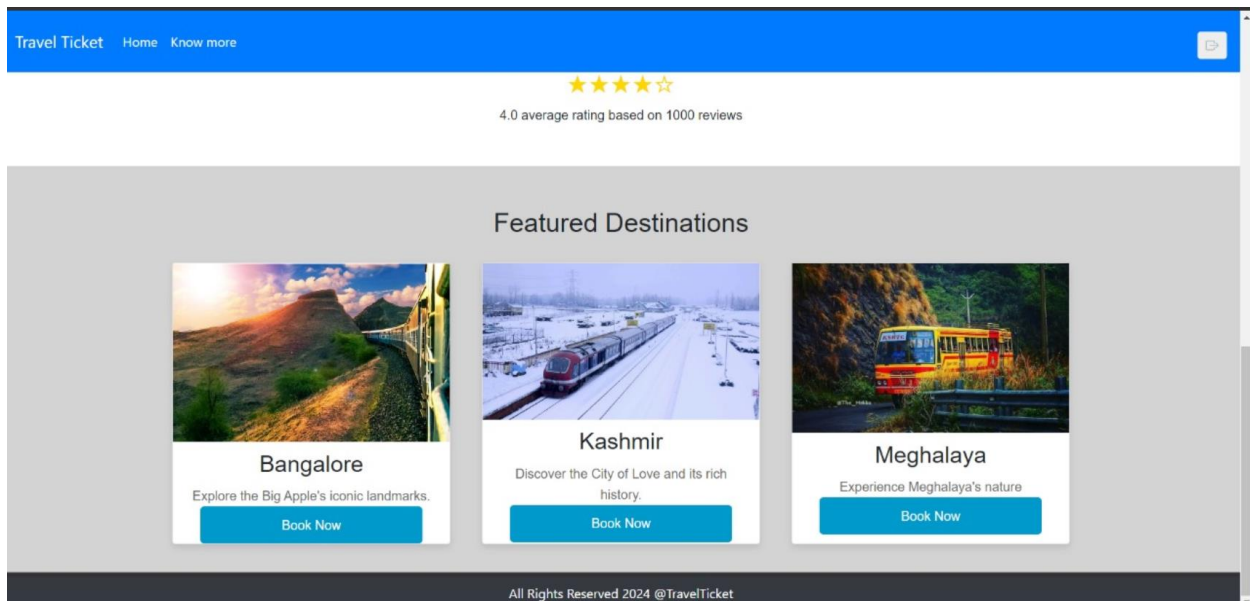 Travel Ticket Home Know more
4.0 average rating based on 1000 reviews
Featured Destinations
Bangalore
Explore the Big Apple's iconic landmarks.
Book Now
Kashmir
Discover the City of Love and its rich
history.
Book Now
KSRTC
@The_Hokku
Meghalaya
Experience Meghalaya's nature
Book Now
All Rights Reserved 2024 @TravelTicket